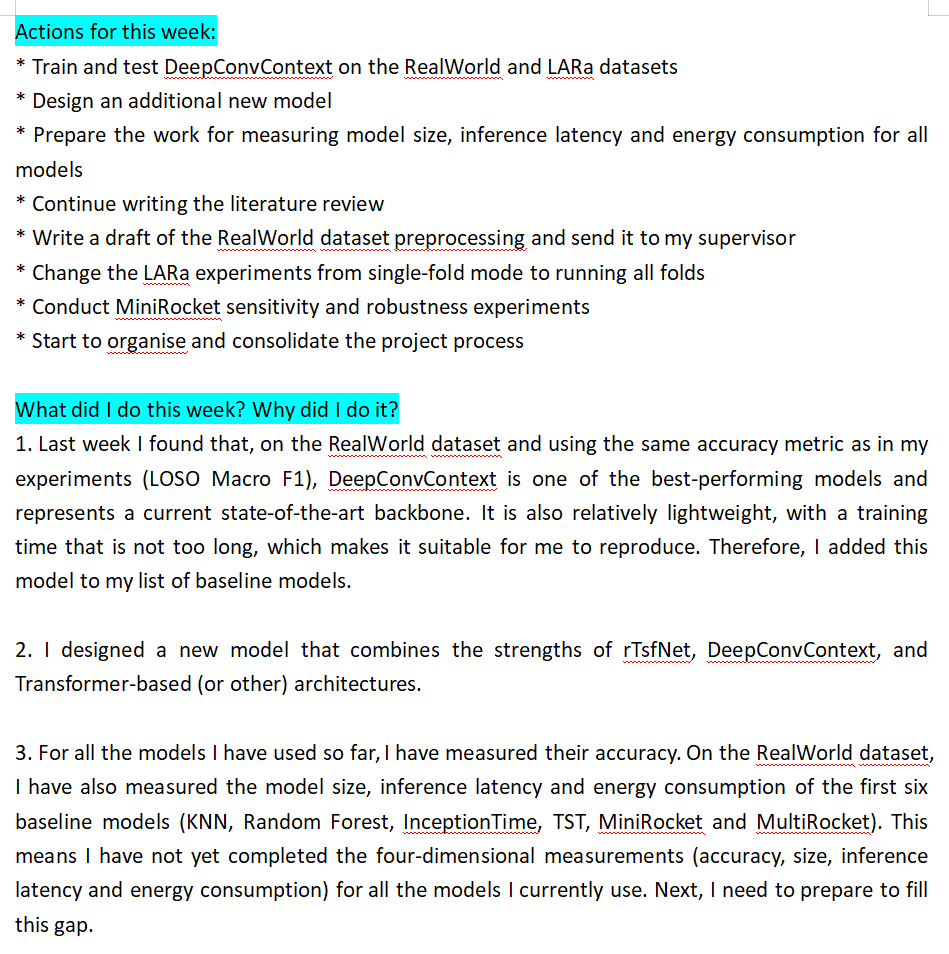 Actions for this week:
* Train and test DeepConvContext on the RealWorld and LARa datasets
* Design an additional new model
* Prepare the work for measuring model size, inference latency and energy consumption for all
models
* Continue writing the literature review
* Write a draft of the RealWorld dataset preprocessing and send it to my supervisor
* Change the LARa experiments from single-fold mode to running all folds
* Conduct MiniRocket sensitivity and robustness experiments
* Start to organise and consolidate the project process
What did I do this week? Why did I do it?
1. Last week I found that, on the RealWorld dataset and using the same accuracy metric as in my
experiments (LOSO Macro F1), DeepConvContext is one of the best-performing models and
represents a current state-of-the-art backbone. It is also relatively lightweight, with a training
time that is not too long, which makes it suitable for me to reproduce. Therefore, I added this
model to my list of baseline models.
2. I designed a new model that combines the strengths of rTsfNet, DeepConvContext, and
Transformer-based (or other) architectures.
3. For all the models I have used so far, I have measured their accuracy. On the RealWorld dataset,
I have also measured the model size, inference latency and energy consumption of the first six
baseline models (KNN, Random Forest, InceptionTime, TST, MiniRocket and MultiRocket). This
means I have not yet completed the four-dimensional measurements (accuracy, size, inference
latency and energy consumption) for all the models I currently use. Next, I need to prepare to fill
this gap.